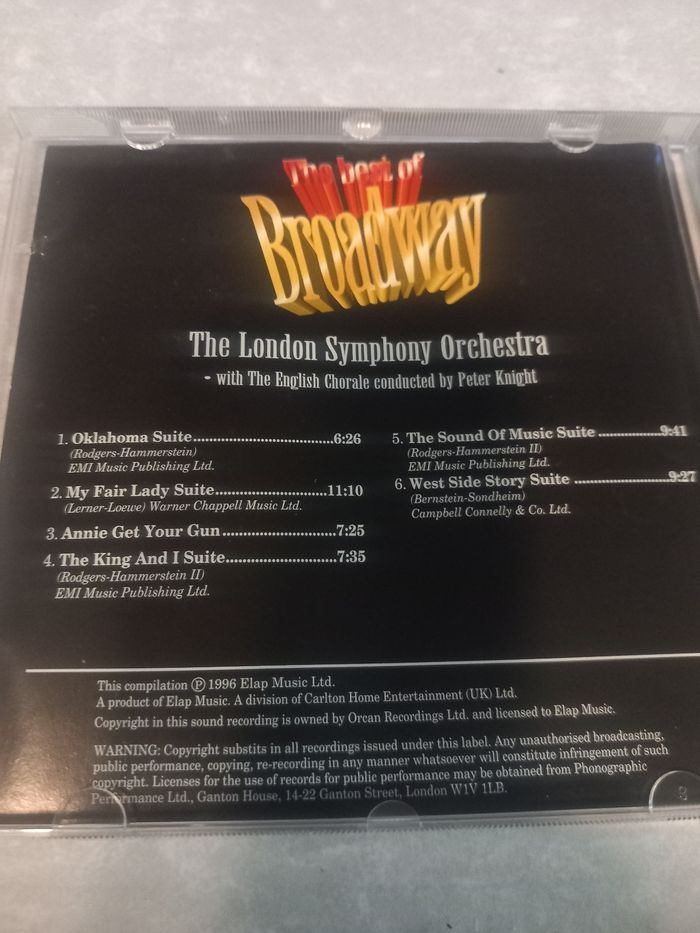 The best of
Broadway
The London Symphony Orchestra
- with The English Chorale conducted by Peter Knight
1. Oklahoma Suite..............................6:26
(Rodgers-Hammerstein)
EMI Music Publishing Ltd.
2. My Fair Lady Suite........................11:10
(Lerner-Loewe) Warner Chappell Music Ltd.
3. Annie Get Your Gun........................7:25
4. The King And I Suite.........................7:35
(Rodgers-Hammerstein II)
EMI Music Publishing Ltd.
5. The Sound Of Music Suite ................9:41
(Rodgers-Hammerstein II)
EMI Music Publishing Ltd.
6. West Side Story Suite ......................9:27
(Bernstein-Sondheim)
Campbell Connelly & Co. Ltd.
This compilation ℗ 1996 Elap Music Ltd.
A product of Elap Music. A division of Carlton Home Entertainment (UK) Ltd.
Copyright in this sound recording is owned by Orcan Recordings Ltd. and licensed to Elap Music.
WARNING: Copyright substits in all recordings issued under this label. Any unauthorised broadcasting,
public performance, copying, re-recording in any manner whatsoever will constitute infringement of such
copyright. Licenses for the use of records for public performance may be obtained from Phonographic
Performance Ltd., Ganton House, 14-22 Ganton Street, London W1V 1LB.